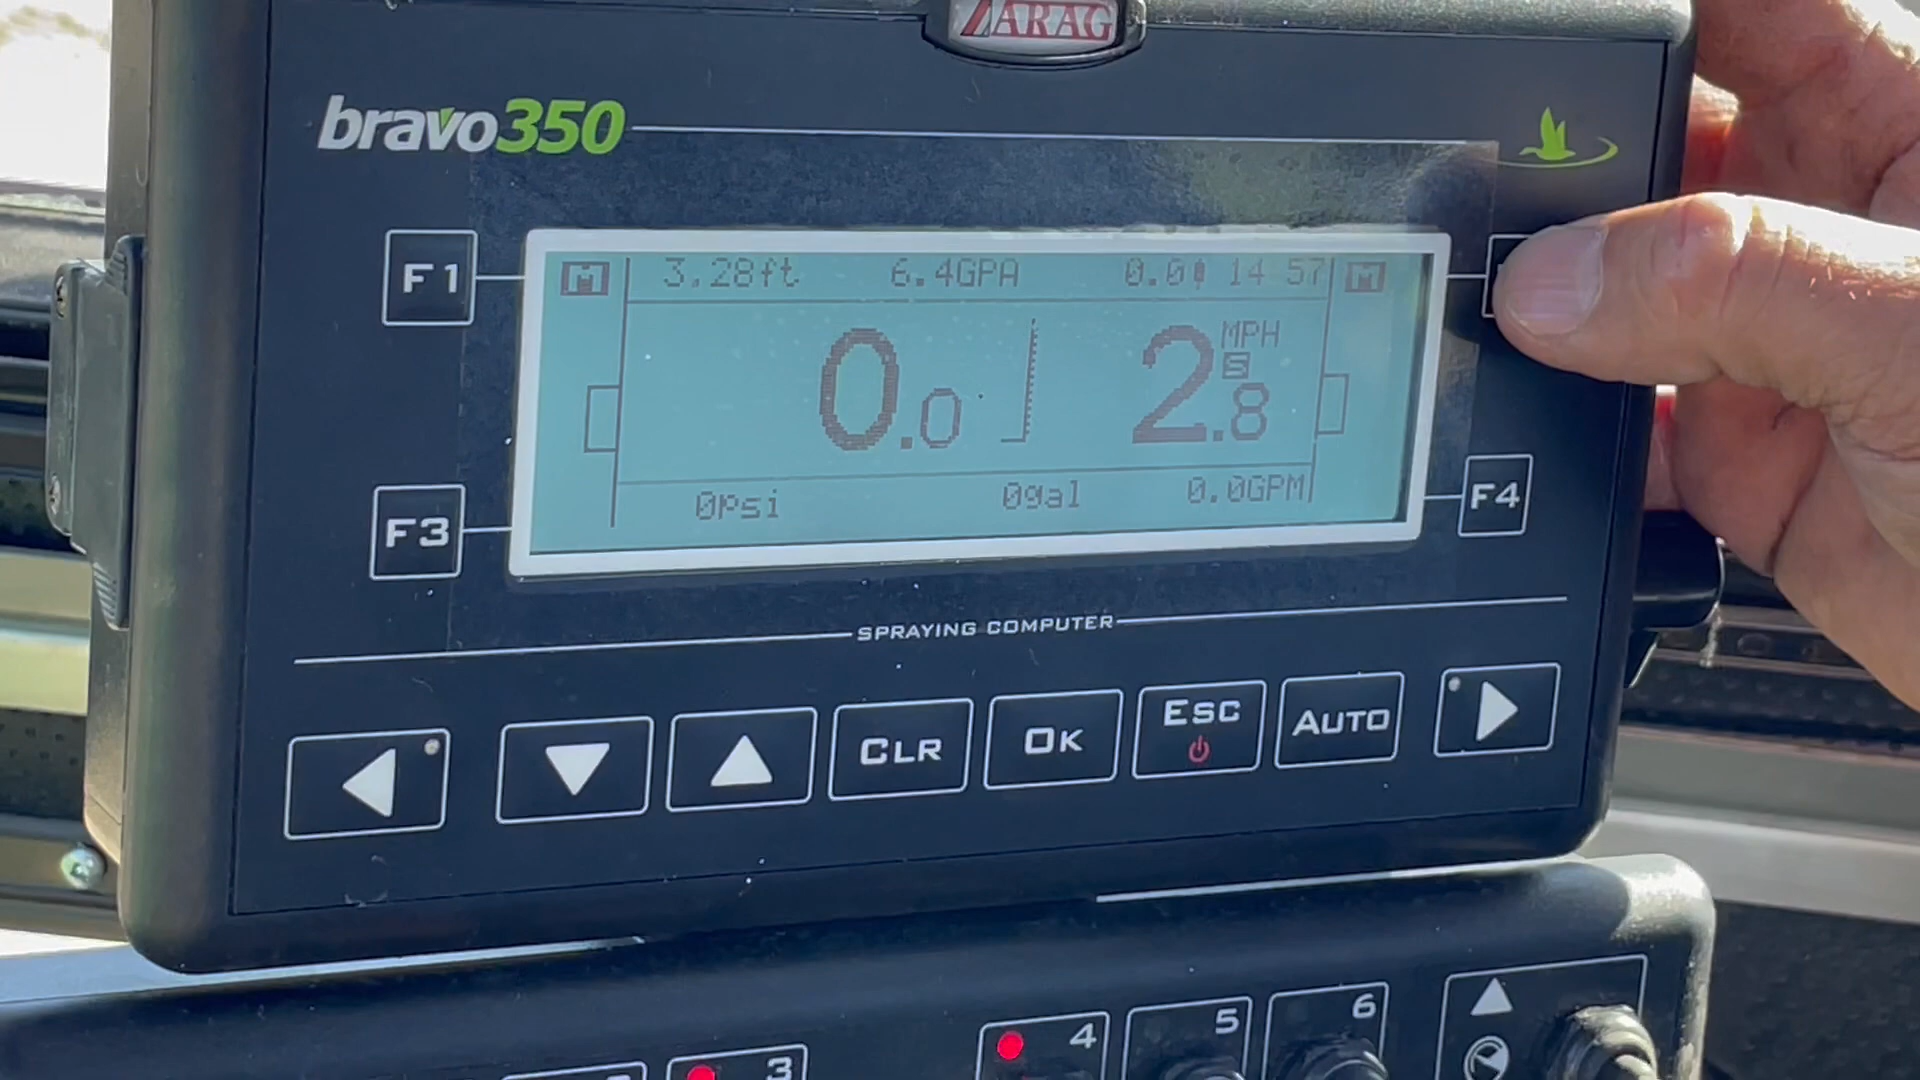 ARAG
bravo350
F1
M 3.28ft 6.4GPA 0.0 14 57 M
0.0 2.8 MPH
S
F3 F4
0psi 0gal 0.0GPM
SPRAYING COMPUTER
CLR OK ESC AUTO
3 4 5 6